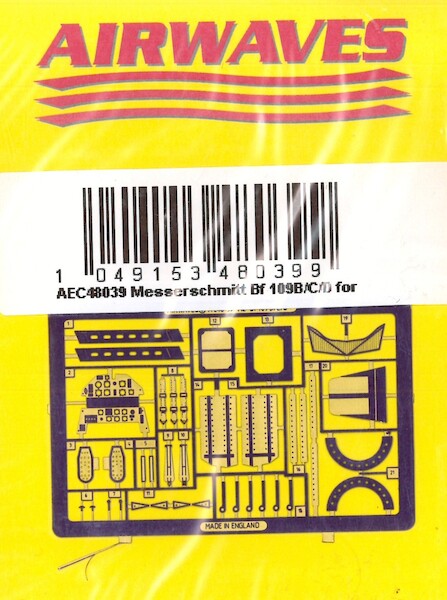 AIRWAVES
1 049153 480399
AEC48039 Messerschmitt Bf 109B/C/D for
MADE IN ENGLAND